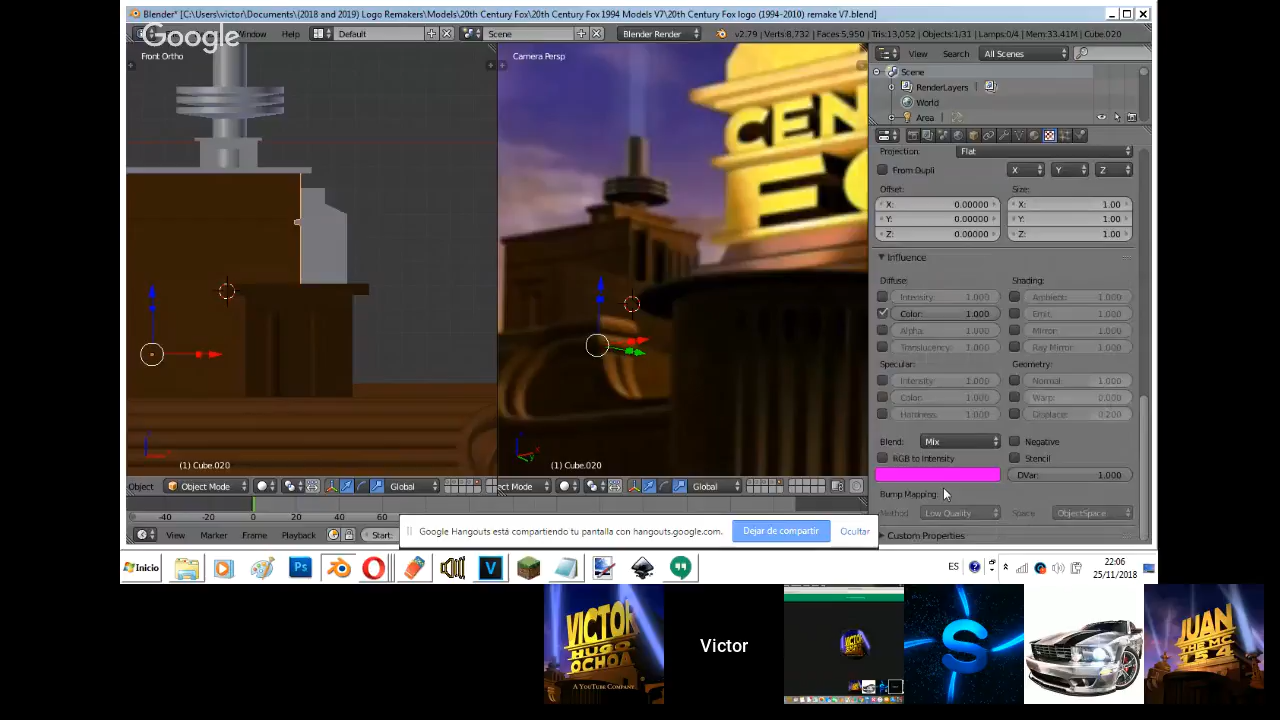 Blender* [C:\Users\victor\Documents\(2018 and 2019) Logo Remakers\Models\20th Century Fox\20th Century Fox 1994 Models V7\20th Century Fox logo (1994-2010) remake V7.blend]
Google
Window Help Default Scene Blender Render v2.79 | Verts:8,732 | Faces:5,950 | Tris:13,052 | Objects:1/31 | Lamps:0/4 | Mem:33.41M | Cube.020
View Search All Scenes
Front Ortho
Camera Persp
Scene
RenderLayers
World
Area
Projection: Flat
From Dupli X Y Z
Offset: Size:
X: 0.00000 X: 1.00
Y: 0.00000 Y: 1.00
Z: 0.00000 Z: 1.00
Influence
Diffuse: Shading:
Intensity: 1.000 Ambient: 1.000
Color: 1.000 Emit: 1.000
Alpha: 1.000 Mirror: 1.000
Translucency: 1.000 Ray Mirror: 1.000
Specular: Geometry:
Intensity: 1.000 Normal: 1.000
Color: 1.000 Warp: 0.000
Hardness: 1.000 Displace: 0.200
Blend: Mix Negative
RGB to Intensity Stencil
DVar: 1.000
Bump Mapping:
Method: Low Quality Space: ObjectSpace
Custom Properties
CEN
E
(1) Cube.020
(1) Cube.020
Object Object Mode Global
ect Mode Global
-40 -20 0 20 40 60
View Marker Frame Playback Start:
Google Hangouts está compartiendo tu pantalla con hangouts.google.com. Dejar de compartir Ocultar
Inicio
ES
22:06
25/11/2018
VICTOR
HUGO
OCHOA
A YOUTUBE COMPANY
Victor
S
JUAN
THE MC
154